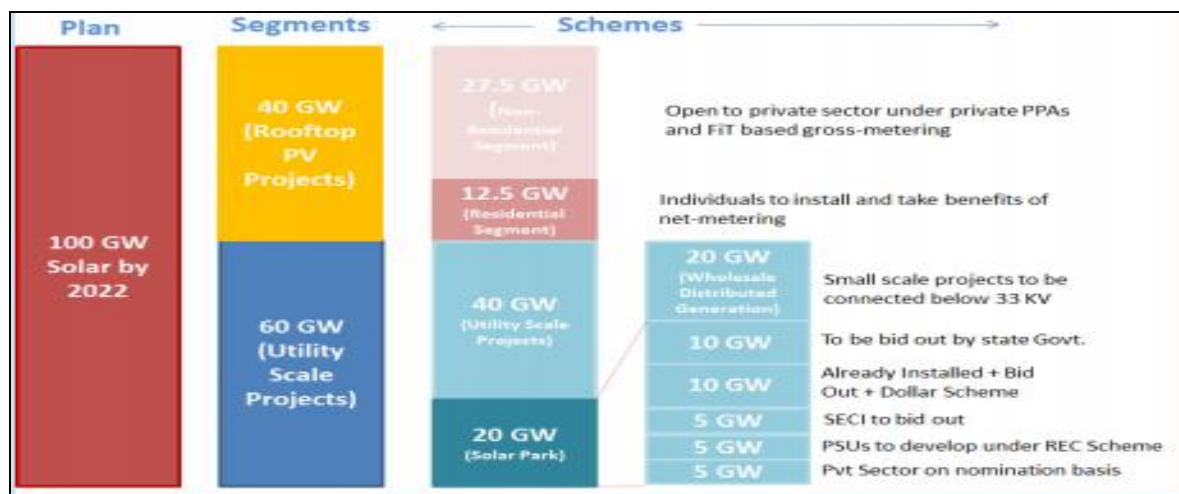 Plan
Segments
Schemes
100 GW
Solar by
2022
40 GW
(Rooftop
PV
Projects)
60 GW
(Utility
Scale
Projects)
27.5 GW
(Non-
Residential
Segment)
12.5 GW
(Residential
Segment)
40 GW
(Utility Scale
Projects)
20 GW
(Solar Park)
Open to private sector under private PPAs
and FiT based gross-metering
Individuals to install and take benefits of
net-metering
20 GW
(Wholesale
Distributed
Generation)
Small scale projects to be
connected below 33 KV
10 GW
To be bid out by state Govt.
10 GW
Already Installed + Bid
Out + Dollar Scheme
5 GW
SECI to bid out
5 GW
PSUs to develop under REC Scheme
5 GW
Pvt Sector on nomination basis